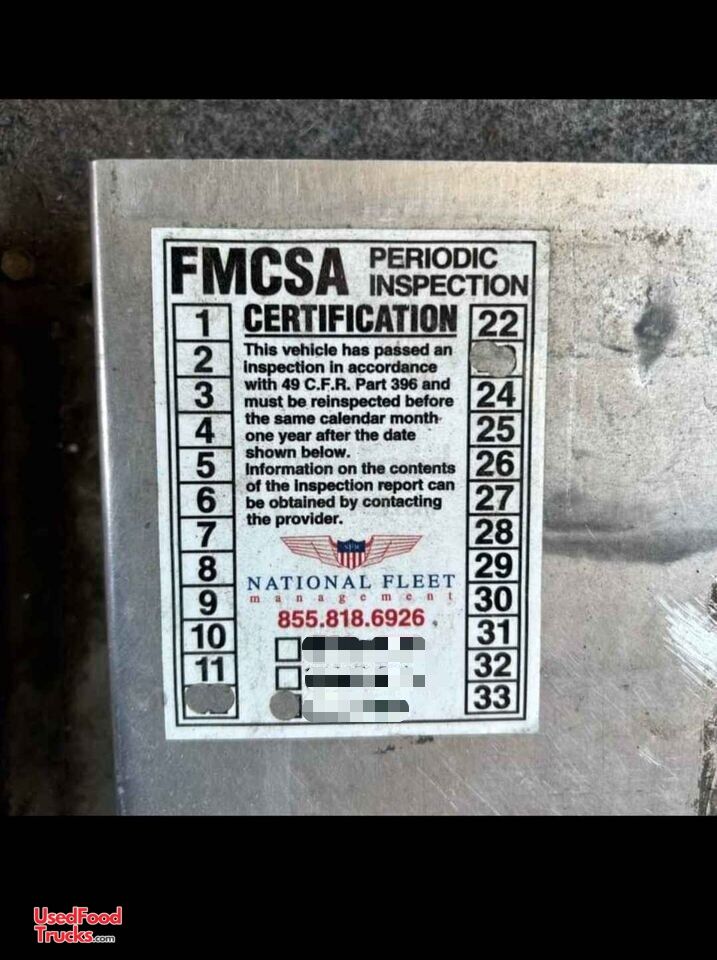 FMCSA PERIODIC
INSPECTION
CERTIFICATION
This vehicle has passed an
inspection in accordance
with 49 C.F.R. Part 396 and
must be reinspected before
the same calendar month
one year after the date
shown below.
Information on the contents
of the inspection report can
be obtained by contacting
the provider.
NFM
NATIONAL FLEET
management
855.818.6926
1
2
3
4
5
6
7
8
9
10
11
22
24
25
26
27
28
29
30
31
32
33
UsedFood
Trucks.com